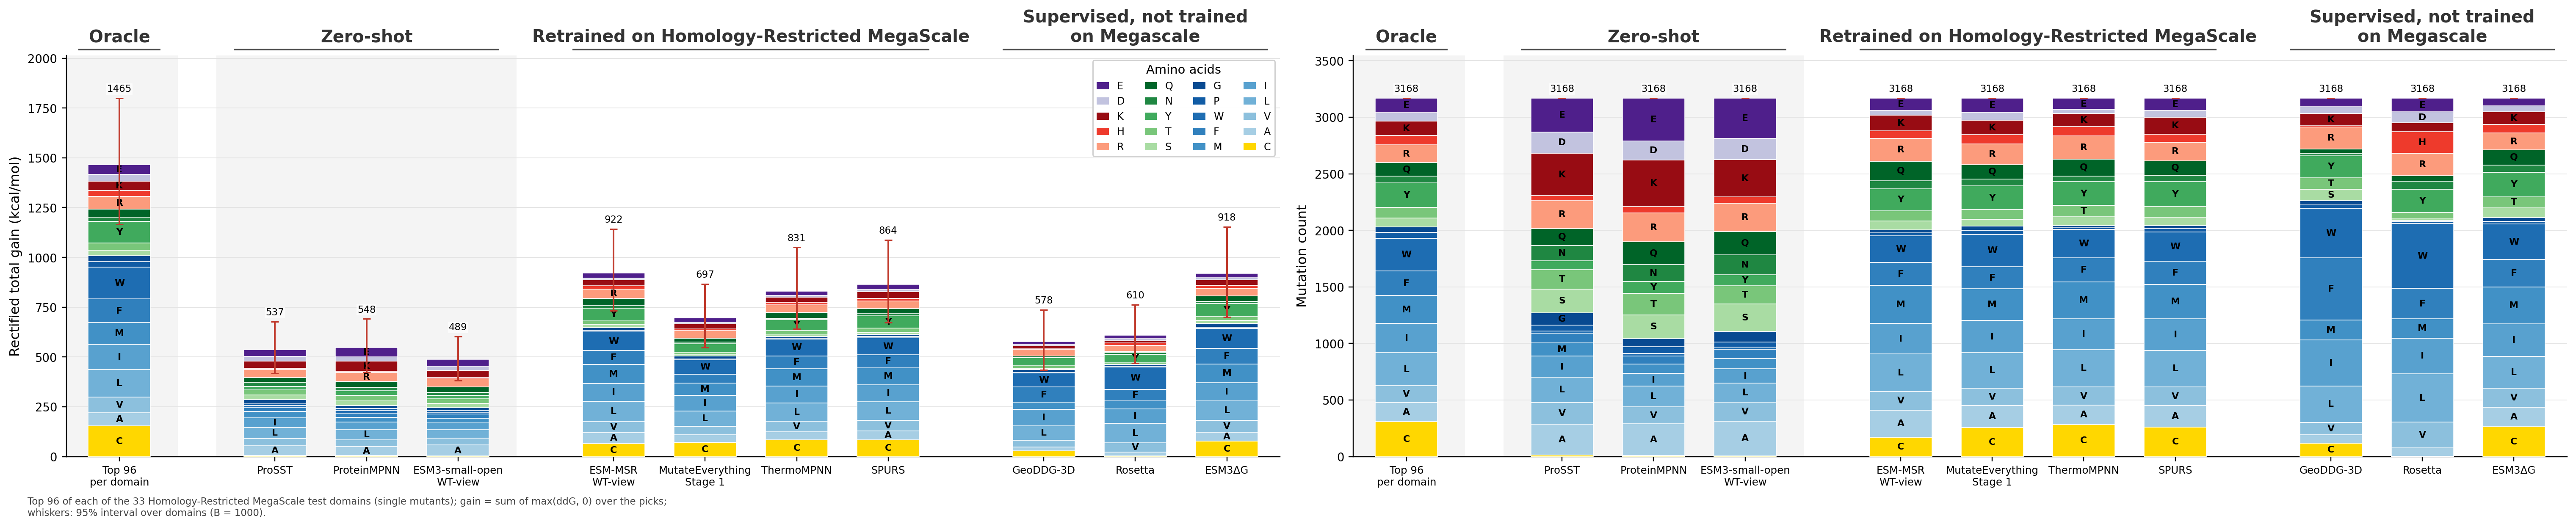 Oracle
Zero-shot
Retrained on Homology-Restricted MegaScale
Supervised, not trained
on Megascale
Rectified total gain (kcal/mol)
2000
1750
1500
1250
1000
750
500
250
0
1465
537
548
489
922
697
831
864
578
610
918
Amino acids
E Q G I
D N P L
K Y W V
H T F A
R S M C
E
K
R
Y
W
F
M
I
L
V
A
C
I
L
A
E
K
R
L
A
A
R
Y
W
F
M
I
L
V
A
C
W
M
I
L
C
Y
W
F
M
I
L
V
C
Y
W
F
M
I
L
V
A
C
W
F
I
L
Y
W
F
I
L
V
Y
W
F
M
I
L
V
A
C
Top 96
per domain
ProSST
ProteinMPNN
ESM3-small-open
WT-view
ESM-MSR
WT-view
MutateEverything
Stage 1
ThermoMPNN
SPURS
GeoDDG-3D
Rosetta
ESM3ΔG
Top 96 of each of the 33 Homology-Restricted MegaScale test domains (single mutants); gain = sum of max(ddG, 0) over the picks;
whiskers: 95% interval over domains (B = 1000).
Oracle
Zero-shot
Retrained on Homology-Restricted MegaScale
Supervised, not trained
on Megascale
Mutation count
3500
3000
2500
2000
1500
1000
500
0
3168
3168
3168
3168
3168
3168
3168
3168
3168
3168
3168
E
K
R
Q
Y
W
F
M
I
L
V
A
C
E
D
K
R
Q
N
T
S
G
M
I
L
V
A
E
D
K
R
Q
N
Y
T
S
I
L
V
A
E
D
K
R
Q
N
Y
T
S
I
L
V
A
E
K
R
Q
Y
W
F
M
I
L
V
A
C
E
K
R
Q
Y
W
F
M
I
L
V
A
C
E
K
R
Q
Y
T
W
F
M
I
L
V
A
C
E
K
R
Q
Y
W
F
M
I
L
V
A
C
K
R
Y
T
S
W
F
M
I
L
V
C
E
D
H
R
Y
W
F
M
I
L
V
K
R
Q
Y
T
W
F
M
I
L
V
A
C
Top 96
per domain
ProSST
ProteinMPNN
ESM3-small-open
WT-view
ESM-MSR
WT-view
MutateEverything
Stage 1
ThermoMPNN
SPURS
GeoDDG-3D
Rosetta
ESM3ΔG